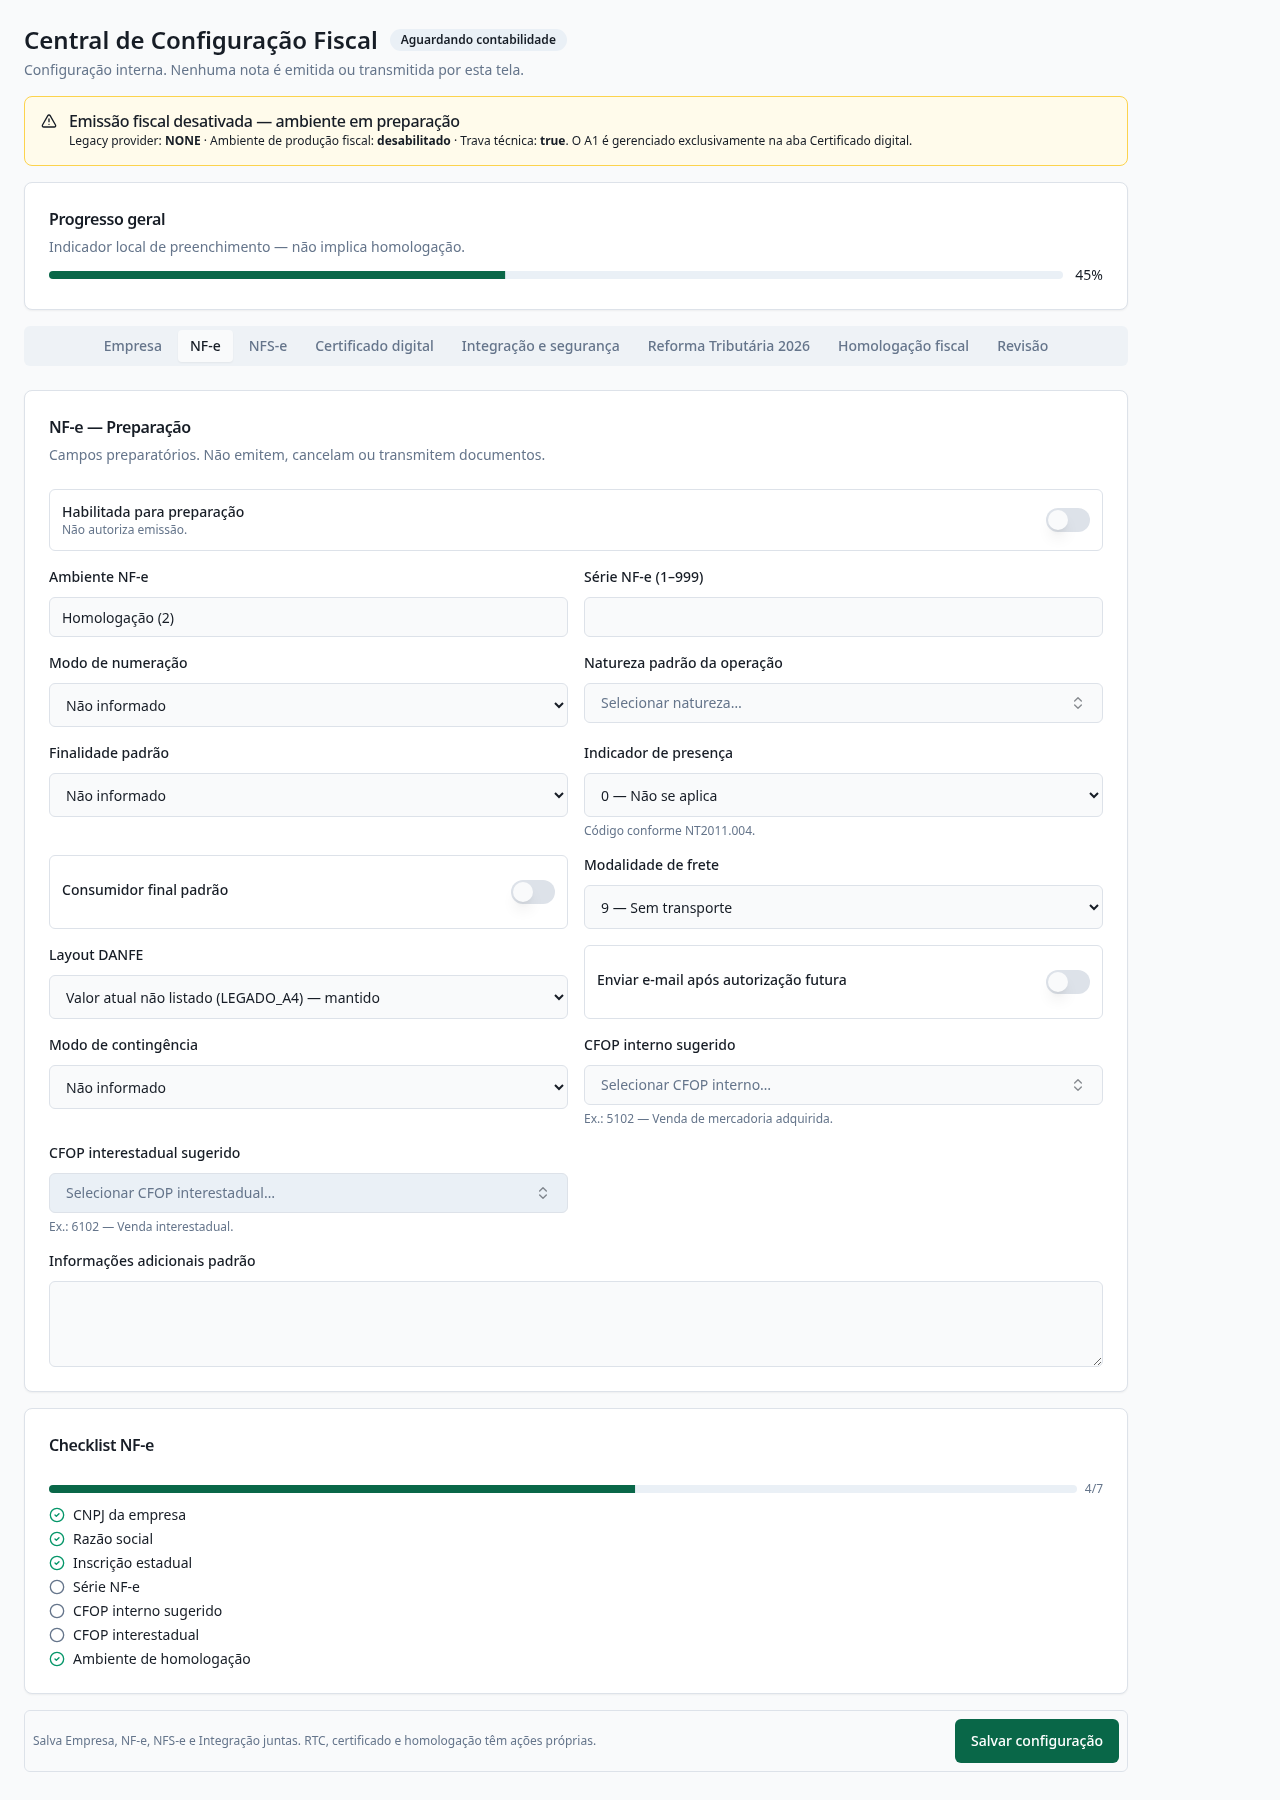 Central de Configuração Fiscal Aguardando contabilidade
Configuração interna. Nenhuma nota é emitida ou transmitida por esta tela.
Emissão fiscal desativada — ambiente em preparação
Legacy provider: NONE · Ambiente de produção fiscal: desabilitado · Trava técnica: true. O A1 é gerenciado exclusivamente na aba Certificado digital.
Progresso geral
Indicador local de preenchimento — não implica homologação.
45%
Empresa NF-e NFS-e Certificado digital Integração e segurança Reforma Tributária 2026 Homologação fiscal Revisão
NF-e — Preparação
Campos preparatórios. Não emitem, cancelam ou transmitem documentos.
Habilitada para preparação
Não autoriza emissão.
Ambiente NF-e
Homologação (2)
Série NF-e (1–999)
Modo de numeração
Não informado
Natureza padrão da operação
Selecionar natureza...
Finalidade padrão
Não informado
Indicador de presença
0 — Não se aplica
Código conforme NT2011.004.
Consumidor final padrão
Modalidade de frete
9 — Sem transporte
Layout DANFE
Valor atual não listado (LEGADO_A4) — mantido
Enviar e-mail após autorização futura
Modo de contingência
Não informado
CFOP interno sugerido
Selecionar CFOP interno...
Ex.: 5102 — Venda de mercadoria adquirida.
CFOP interestadual sugerido
Selecionar CFOP interestadual...
Ex.: 6102 — Venda interestadual.
Informações adicionais padrão
Checklist NF-e
4/7
CNPJ da empresa
Razão social
Inscrição estadual
Série NF-e
CFOP interno sugerido
CFOP interestadual
Ambiente de homologação
Salva Empresa, NF-e, NFS-e e Integração juntas. RTC, certificado e homologação têm ações próprias.
Salvar configuração